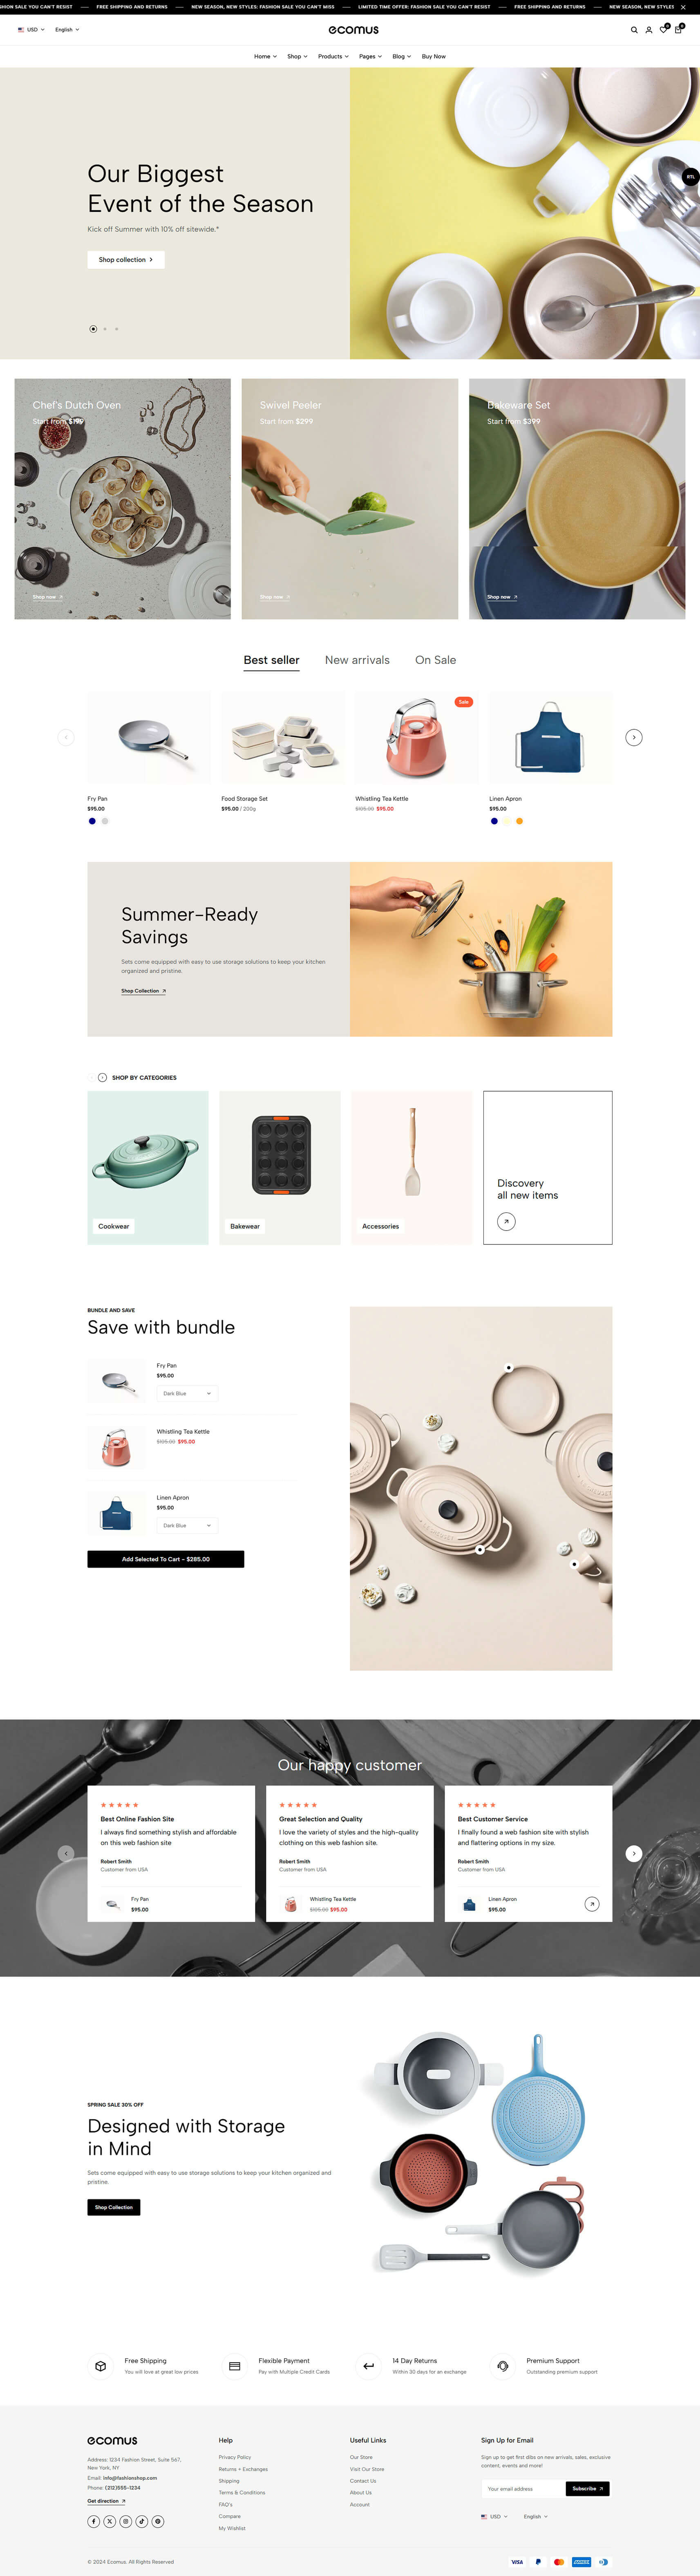 SHION SALE YOU CAN'T RESIST FREE SHIPPING AND RETURNS NEW SEASON, NEW STYLES: FASHION SALE YOU CAN'T MISS LIMITED TIME OFFER: FASHION SALE YOU CAN'T RESIST FREE SHIPPING AND RETURNS NEW SEASON, NEW STYLES
USD English ecomus 0 0
Home Shop Products Pages Blog Buy Now
Our Biggest
Event of the Season
Kick off Summer with 10% off sitewide.*
Shop collection
RTL
Chef's Dutch Oven
Start from $199
Shop now
Swivel Peeler
Start from $299
Shop now
Bakeware Set
Start from $399
Shop now
Best seller New arrivals On Sale
Sale
Fry Pan
$95.00
Food Storage Set
$95.00 / 200g
Whistling Tea Kettle
$105.00 $95.00
Linen Apron
$95.00
Summer-Ready
Savings
Sets come equipped with easy to use storage solutions to keep your kitchen
organized and pristine.
Shop Collection
SHOP BY CATEGORIES
Cookwear
Bakewear
Accessories
Discovery
all new items
BUNDLE AND SAVE
Save with bundle
Fry Pan
$95.00
Dark Blue
Whistling Tea Kettle
$105.00 $95.00
Linen Apron
$95.00
Dark Blue
Add Selected To Cart - $285.00
Our happy customer
Best Online Fashion Site
I always find something stylish and affordable
on this web fashion site
Robert Smith
Customer from USA
Fry Pan
$95.00
Great Selection and Quality
I love the variety of styles and the high-quality
clothing on this web fashion site.
Robert Smith
Customer from USA
Whistling Tea Kettle
$105.00 $95.00
Best Customer Service
I finally found a web fashion site with stylish
and flattering options in my size.
Robert Smith
Customer from USA
Linen Apron
$95.00
SPRING SALE 30% OFF
Designed with Storage
in Mind
Sets come equipped with easy to use storage solutions to keep your kitchen organized and
pristine.
Shop Collection
Free Shipping
You will love at great low prices
Flexible Payment
Pay with Multiple Credit Cards
14 Day Returns
Within 30 days for an exchange
Premium Support
Outstanding premium support
ecomus
Address: 1234 Fashion Street, Suite 567,
New York, NY
Email: info@fashionshop.com
Phone: (212)555-1234
Get direction
Help
Privacy Policy
Returns + Exchanges
Shipping
Terms & Conditions
FAQ's
Compare
My Wishlist
Useful Links
Our Store
Visit Our Store
Contact Us
About Us
Account
Sign Up for Email
Sign up to get first dibs on new arrivals, sales, exclusive
content, events and more!
Your email address Subscribe
USD English
© 2024 Ecomus. All Rights Reserved
VISA